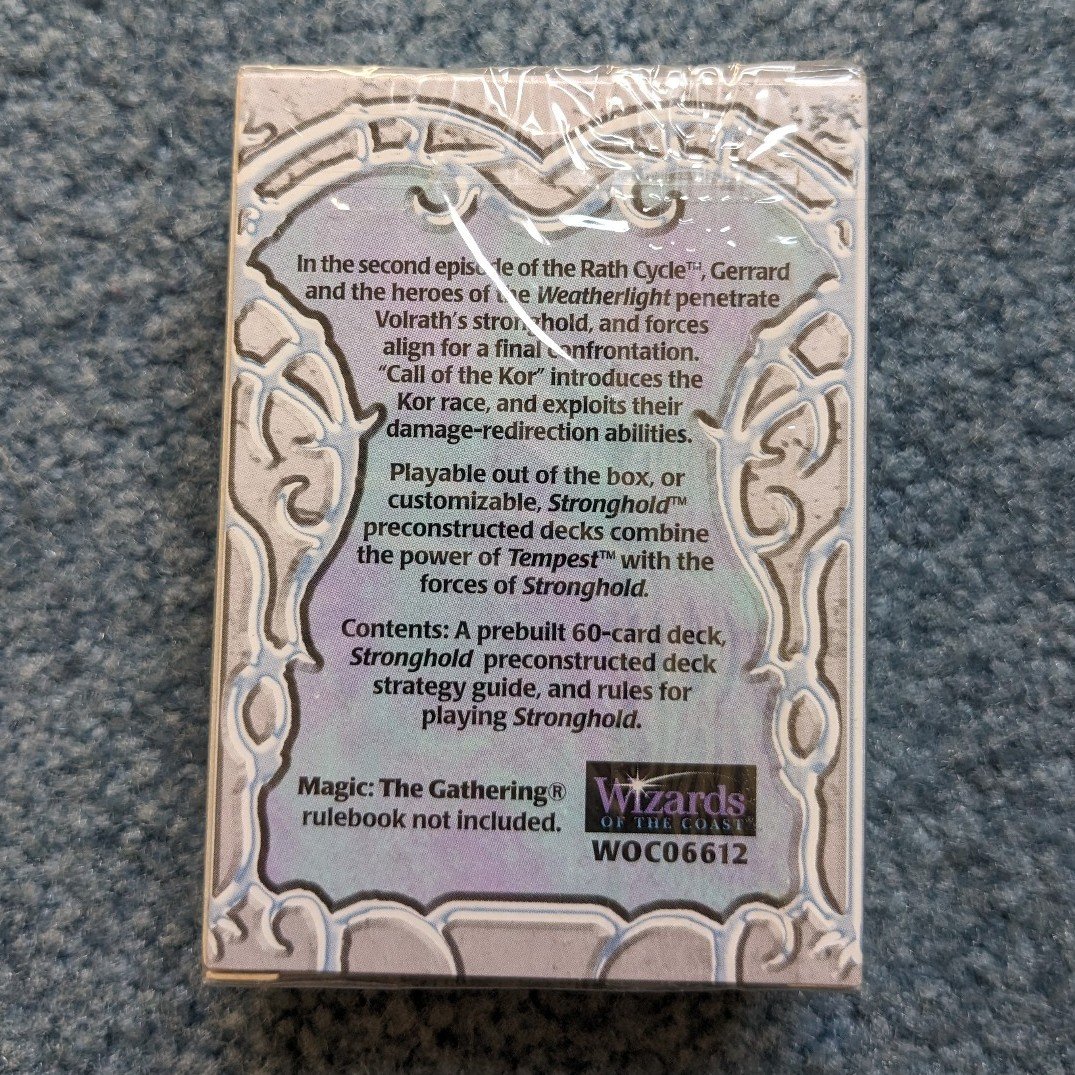 In the second episode of the Rath Cycle™, Gerrard
and the heroes of the Weatherlight penetrate
Volrath's stronghold, and forces
align for a final confrontation.
"Call of the Kor" introduces the
Kor race, and exploits their
damage-redirection abilities.
Playable out of the box, or
customizable, Stronghold™
preconstructed decks combine
the power of Tempest™ with the
forces of Stronghold.
Contents: A prebuilt 60-card deck,
Stronghold preconstructed deck
strategy guide, and rules for
playing Stronghold.
Magic: The Gathering®
rulebook not included.
Wizards
OF THE COAST®
WOC06612